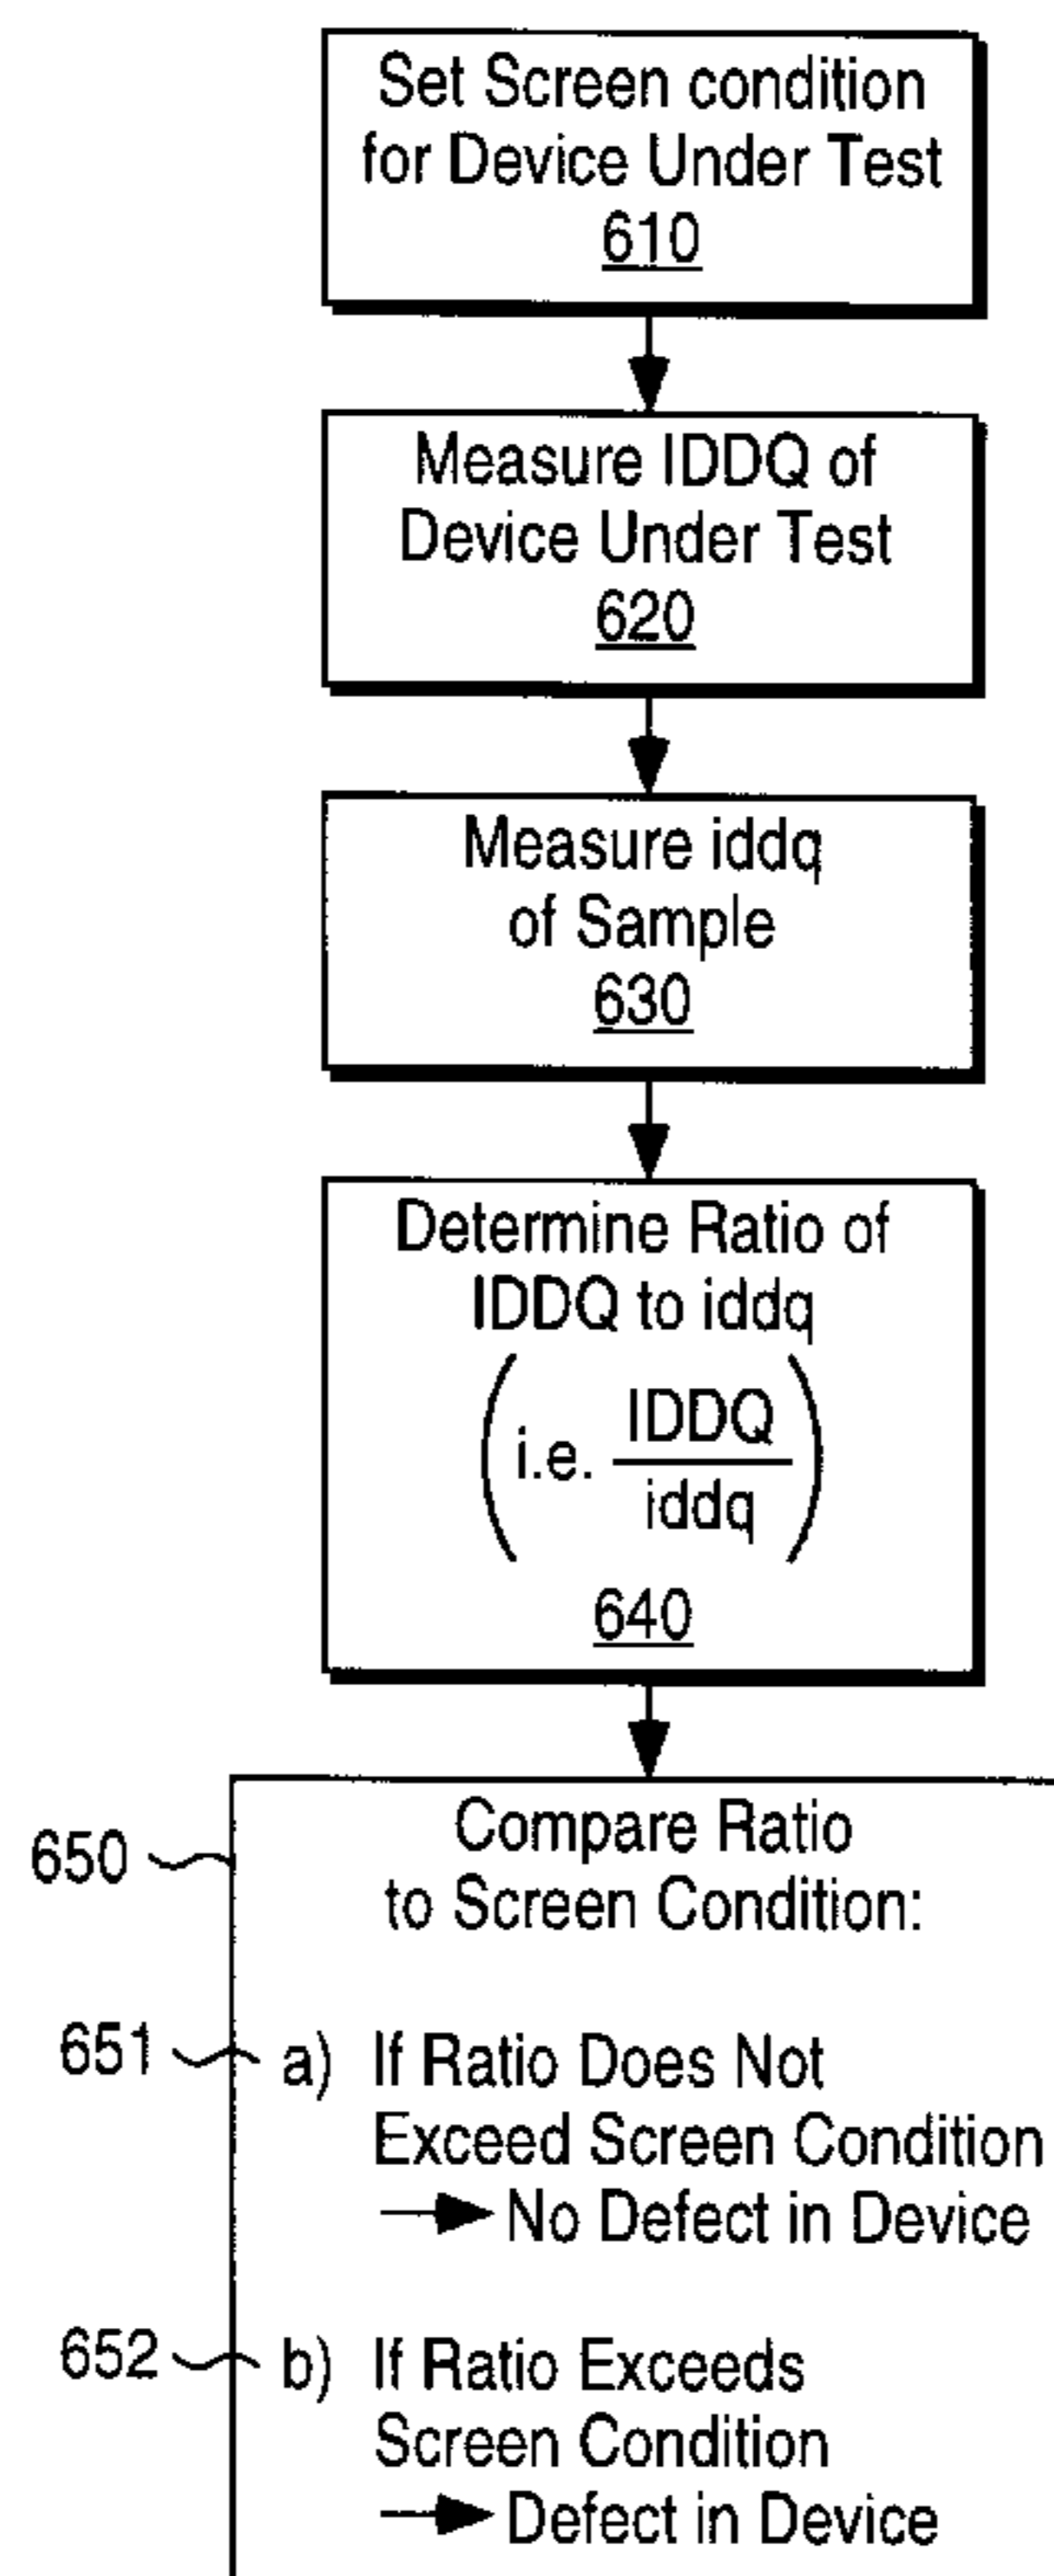 Set Screen condition
for Device Under Test
610
Measure IDDQ of
Device Under Test
620
Measure iddq
of Sample
630
Determine Ratio of
IDDQ to iddq
(i.e. IDDQ
iddq)
640
650
Compare Ratio
to Screen Condition:
651
a) If Ratio Does Not
Exceed Screen Condition
→ No Defect in Device
652
b) If Ratio Exceeds
Screen Condition
→ Defect in Device